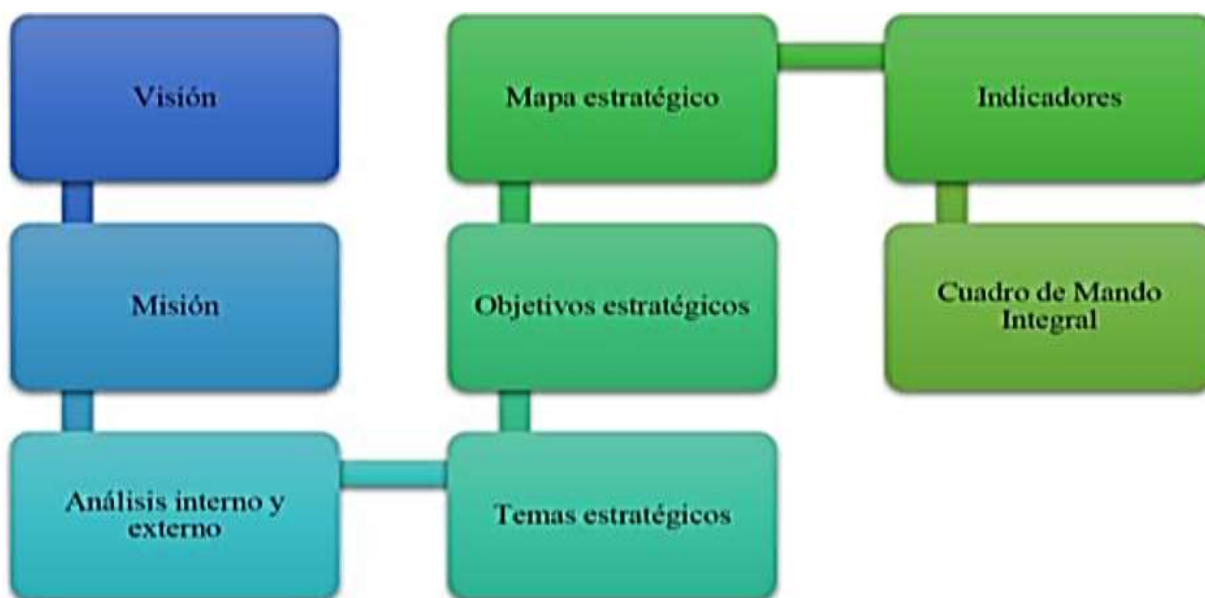 Visión
Misión
Análisis interno y
externo
Temas estratégicos
Objetivos estratégicos
Mapa estratégico
Indicadores
Cuadro de Mando
Integral